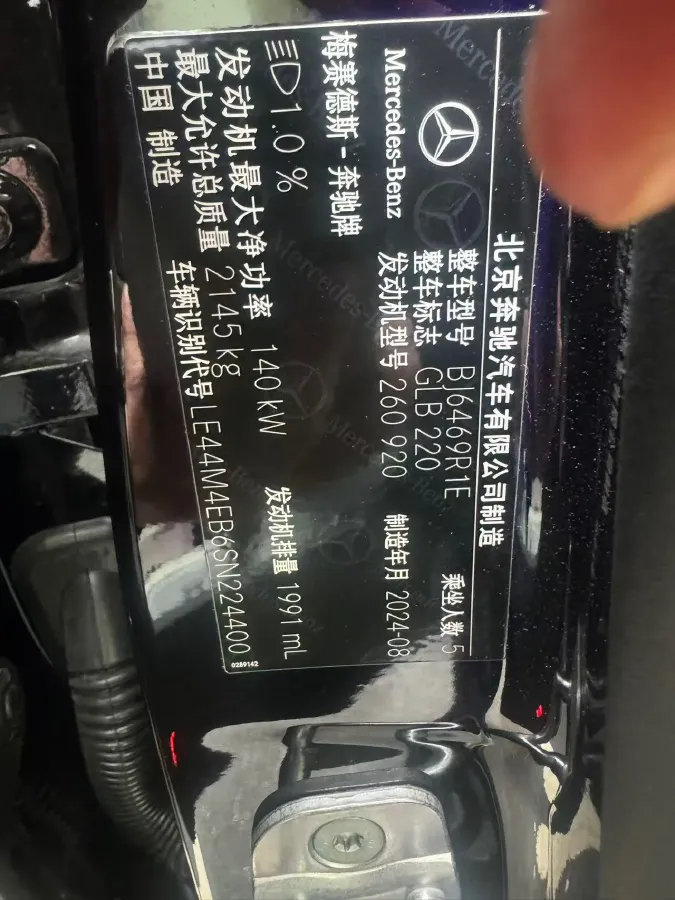 北京奔驰汽车有限公司制造
Mercedes-Benz
梅赛德斯-奔驰牌
整车型号 BJ6469R1E 乘坐人数 5
整车标志 GLB 220
发动机型号 260 920 制造年月 2024-08
1.0 %
发动机最大净功率 140 kW 发动机排量 1991 mL
最大允许总质量 2145 kg
中国 制造 车辆识别代号 LE44M4EB6SN224400
0289142